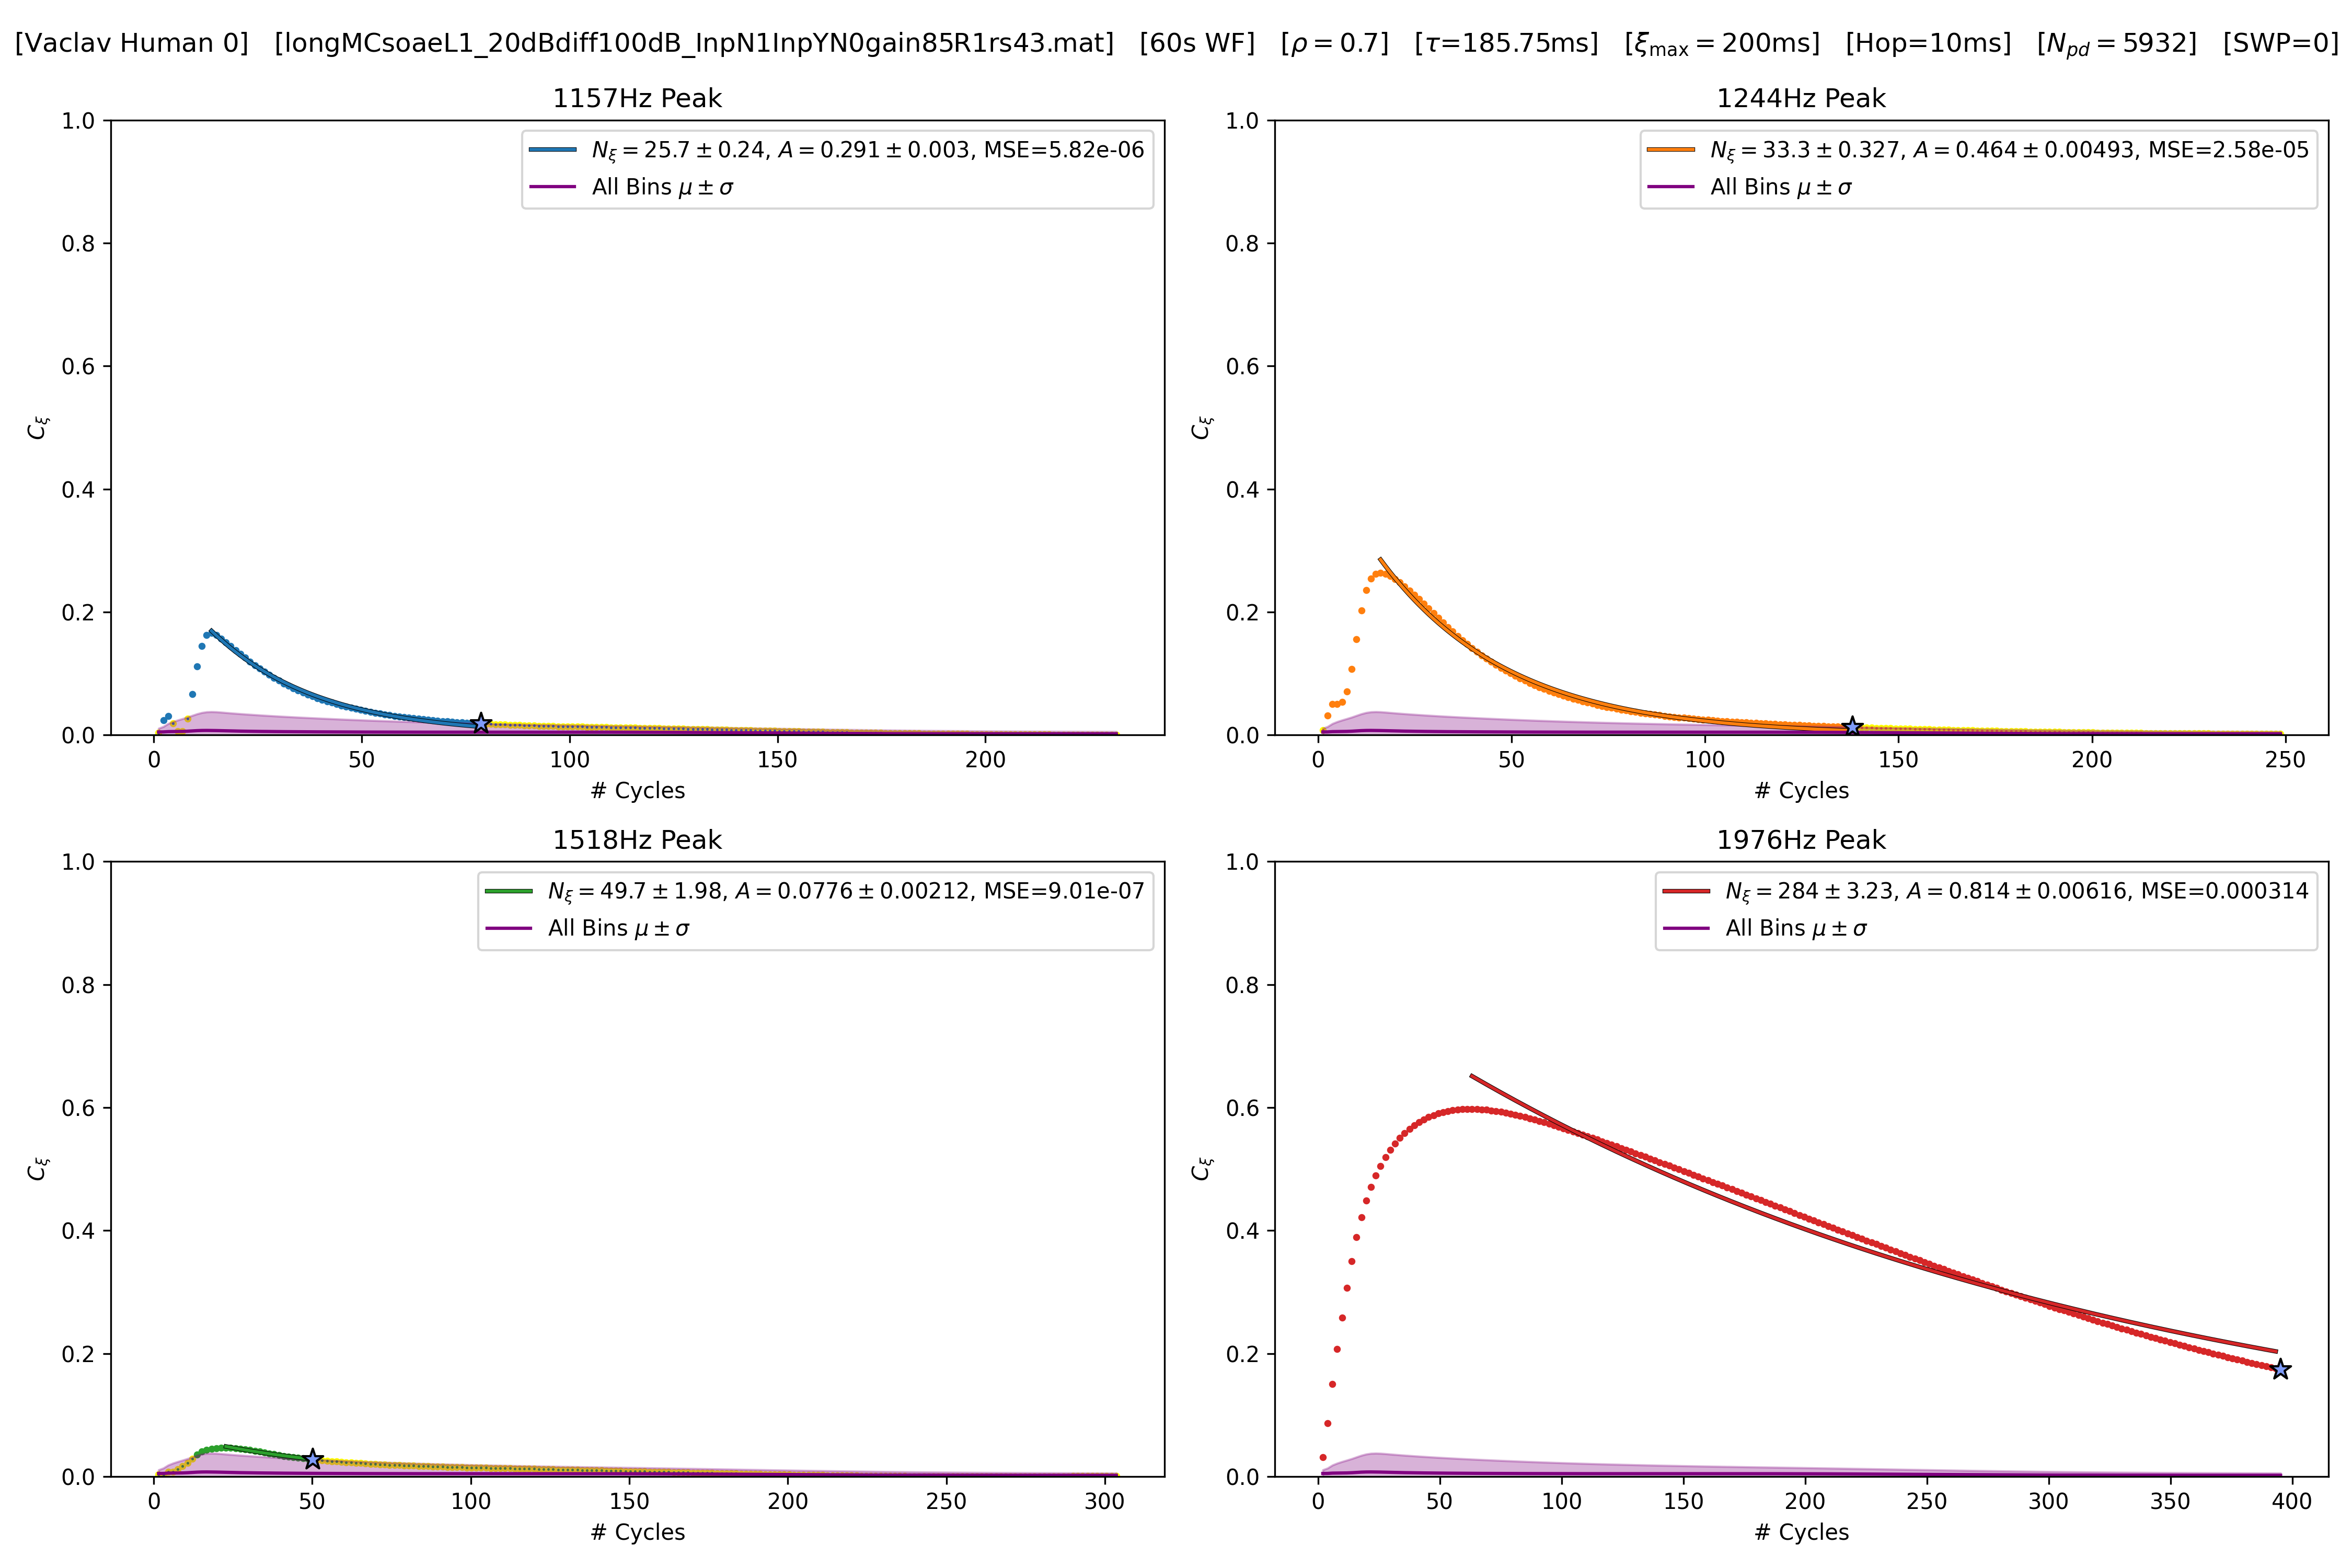 [Vaclav Human 0] [longMCsoaeL1_20dBdiff100dB_InpN1InpYN0gain85R1rs43.mat] [60s WF] [ρ = 0.7] [τ=185.75ms] [ξmax = 200ms] [Hop=10ms] [Npd = 5932] [SWP=0]
1157Hz Peak
Nξ = 25.7 ± 0.24, A = 0.291 ± 0.003, MSE=5.82e-06
All Bins μ ± σ
1.0
0.8
0.6
0.4
0.2
0.0
Cξ
0 50 100 150 200
# Cycles
1244Hz Peak
Nξ = 33.3 ± 0.327, A = 0.464 ± 0.00493, MSE=2.58e-05
All Bins μ ± σ
1.0
0.8
0.6
0.4
0.2
0.0
Cξ
0 50 100 150 200 250
# Cycles
1518Hz Peak
Nξ = 49.7 ± 1.98, A = 0.0776 ± 0.00212, MSE=9.01e-07
All Bins μ ± σ
1.0
0.8
0.6
0.4
0.2
0.0
Cξ
0 50 100 150 200 250 300
# Cycles
1976Hz Peak
Nξ = 284 ± 3.23, A = 0.814 ± 0.00616, MSE=0.000314
All Bins μ ± σ
1.0
0.8
0.6
0.4
0.2
0.0
Cξ
0 50 100 150 200 250 300 350 400
# Cycles